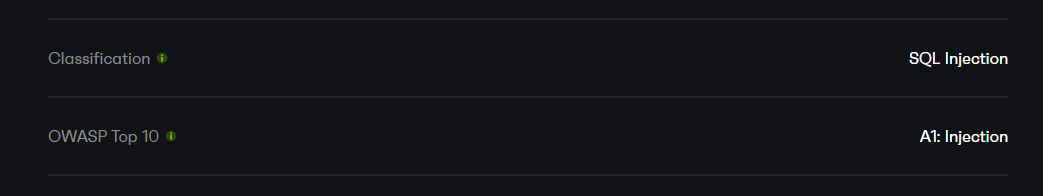 Classification
SQL Injection
OWASP Top 10
A1: Injection